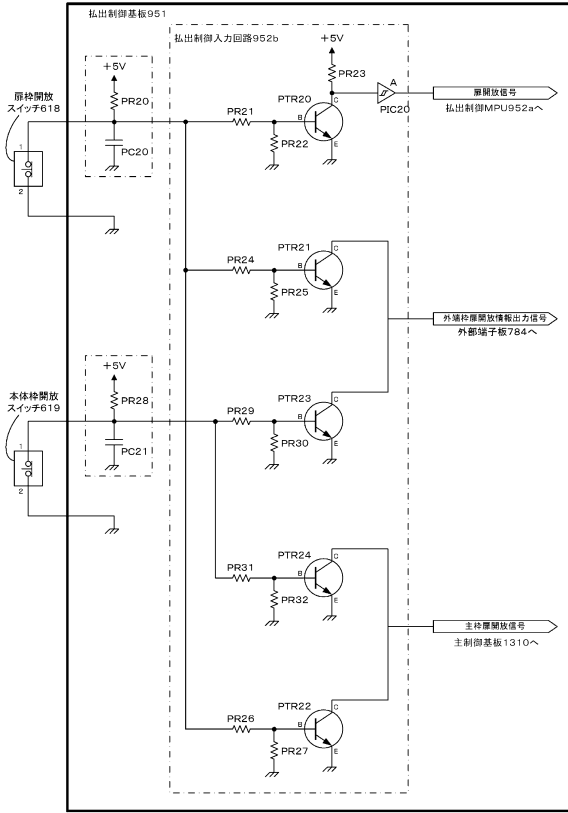 払出制御基板951
払出制御入力回路952b
+5V
PR20
PC20
扉枠開放
スイッチ618
1
2
+5V
PR23
PTR20
C
B
E
PR21
PR22
A
PIC20
扉開放信号
払出制御MPU952aへ
PTR21
C
B
E
PR24
PR25
外端枠扉開放情報出力信号
外部端子板784へ
+5V
PR28
PC21
本体枠開放
スイッチ619
1
2
PTR23
C
B
E
PR29
PR30
PTR24
C
B
E
PR31
PR32
主枠扉開放信号
主制御基板1310へ
PTR22
C
B
E
PR26
PR27